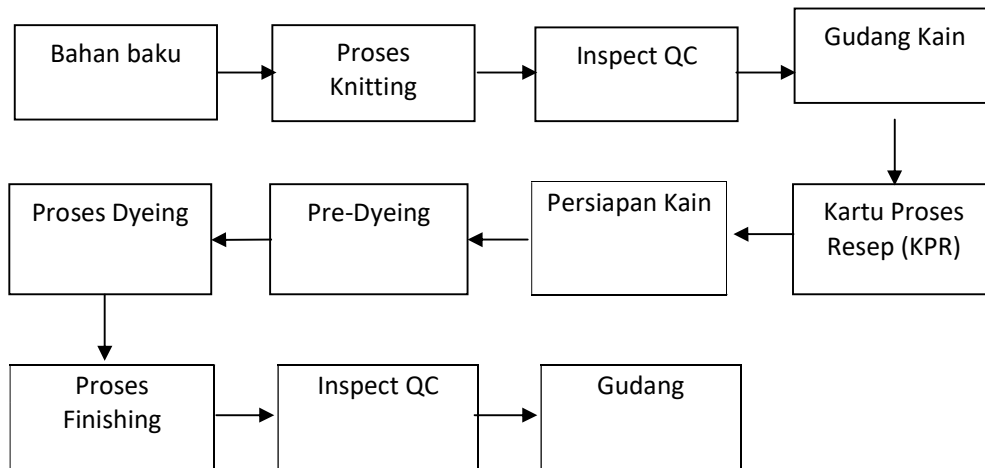 Bahan baku
Proses
Knitting
Inspect QC
Gudang Kain
Proses Dyeing
Pre-Dyeing
Persiapan Kain
Kartu Proses
Resep (KPR)
Proses
Finishing
Inspect QC
Gudang